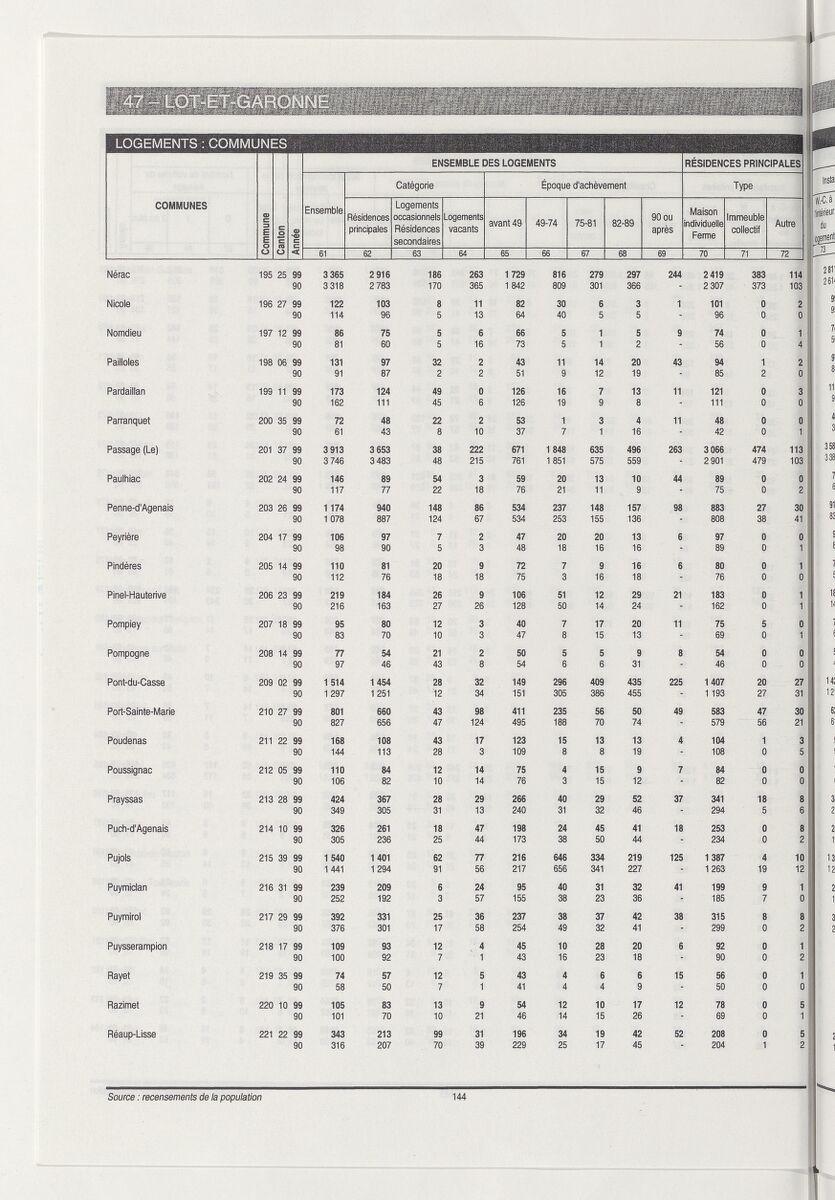 47 – LOT-ET-GARONNE
LOGEMENTS : COMMUNES
ENSEMBLE DES LOGEMENTS RÉSIDENCES PRINCIPALES
Catégorie Époque d'achèvement Type
COMMUNES Commune Canton Année Ensemble Résidences principales Logements occasionnels Résidences secondaires Logements vacants avant 49 49-74 75-81 82-89 90 ou après Maison individuelle Ferme Immeuble collectif Autre
61 62 63 64 65 66 67 68 69 70 71 72
Nérac 195 25 99 3 365 2 916 186 263 1 729 816 279 297 244 2 419 383 114
90 3 318 2 783 170 365 1 842 809 301 366 - 2 307 373 103
Nicole 196 27 99 122 103 8 11 82 30 6 3 1 101 0 2
90 114 96 5 13 64 40 5 5 - 96 0 0
Nomdieu 197 12 99 86 75 5 6 66 5 1 5 9 74 0 1
90 81 60 5 16 73 5 1 2 - 56 0 4
Pailloles 198 06 99 131 97 32 2 43 11 14 20 43 94 1 2
90 91 87 2 2 51 9 12 19 - 85 2 0
Pardaillan 199 11 99 173 124 49 0 126 16 7 13 11 121 0 3
90 162 111 45 6 126 19 9 8 - 111 0 0
Parranquet 200 35 99 72 48 22 2 53 1 3 4 11 48 0 0
90 61 43 8 10 37 7 1 16 - 42 0 1
Passage (Le) 201 37 99 3 913 3 653 38 222 671 1 848 635 496 263 3 066 474 113
90 3 746 3 483 48 215 761 1 851 575 559 - 2 901 479 103
Paulhiac 202 24 99 146 89 54 3 59 20 13 10 44 89 0 0
90 117 77 22 18 76 21 11 9 - 75 0 2
Penne-d'Agenais 203 26 99 1 174 940 148 86 534 237 148 157 98 883 27 30
90 1 078 887 124 67 534 253 155 136 - 808 38 41
Peyrière 204 17 99 106 97 7 2 47 20 20 13 6 97 0 0
90 98 90 5 3 48 18 16 16 - 89 0 1
Pindéres 205 14 99 110 81 20 9 72 7 9 16 6 80 0 1
90 112 76 18 18 75 3 16 18 - 76 0 0
Pinel-Hauterive 206 23 99 219 184 26 9 106 51 12 29 21 183 0 1
90 216 163 27 26 128 50 14 24 - 162 0 1
Pompiey 207 18 99 95 80 12 3 40 7 17 20 11 75 5 0
90 83 70 10 3 47 8 15 13 - 69 0 1
Pompogne 208 14 99 77 54 21 2 50 5 5 9 8 54 0 0
90 97 46 43 8 54 6 6 31 - 46 0 0
Pont-du-Casse 209 02 99 1 514 1 454 28 32 149 296 409 435 225 1 407 20 27
90 1 297 1 251 12 34 151 305 386 455 - 1 193 27 31
Port-Sainte-Marie 210 27 99 801 660 43 98 411 235 56 50 49 583 47 30
90 827 656 47 124 495 188 70 74 - 579 56 21
Poudenas 211 22 99 168 108 43 17 123 15 13 13 4 104 1 3
90 144 113 28 3 109 8 8 19 - 108 0 5
Poussignac 212 05 99 110 84 12 14 75 4 15 9 7 84 0 0
90 106 82 10 14 76 3 15 12 - 82 0 0
Prayssas 213 28 99 424 367 28 29 266 40 29 52 37 341 18 8
90 349 305 31 13 240 31 32 46 - 294 5 6
Puch-d'Agenais 214 10 99 326 261 18 47 198 24 45 41 18 253 0 8
90 305 236 25 44 173 38 50 44 - 234 0 2
Pujols 215 39 99 1 540 1 401 62 77 216 646 334 219 125 1 387 4 10
90 1 441 1 294 91 56 217 656 341 227 - 1 263 19 12
Puymiclan 216 31 99 239 209 6 24 95 40 31 32 41 199 9 1
90 252 192 3 57 155 38 23 36 - 185 7 0
Puymirol 217 29 99 392 331 25 36 237 38 37 42 38 315 8 8
90 376 301 17 58 254 49 32 41 - 299 0 2
Puysserampion 218 17 99 109 93 12 4 45 10 28 20 6 92 0 1
90 100 92 7 1 43 16 23 18 - 90 0 2
Rayet 219 35 99 74 57 12 5 43 4 6 6 15 56 0 1
90 58 50 7 1 41 4 4 9 - 50 0 0
Razimet 220 10 99 105 83 13 9 54 12 10 17 12 78 0 5
90 101 70 10 21 46 14 15 26 - 69 0 1
Réaup-Lisse 221 22 99 343 213 99 31 196 34 19 42 52 208 0 5
90 316 207 70 39 229 25 17 45 - 204 1 2
Source : recensements de la population 144